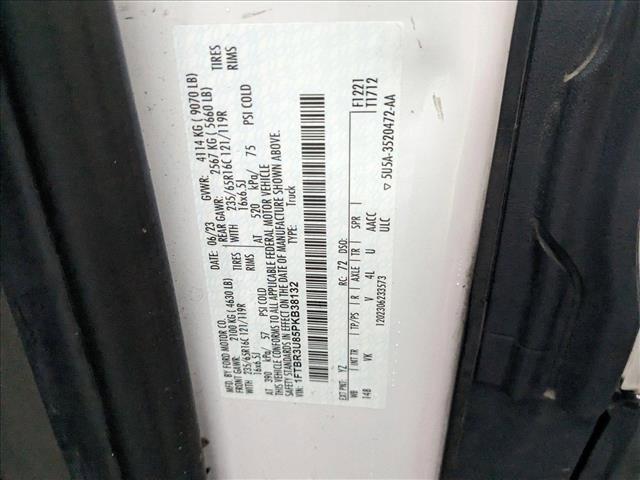 MFD. BY FORD MOTOR CO. 06/23 GVWR: 4114 KG ( 9070 LB)
FRONT GAWR: 2100 KG ( 4630 LB) REAR GAWR: 2567 KG ( 5660 LB)
235/65R16C 121/119R TIRES WITH 235/65R16C 121/119R TIRES
16x6.5J RIMS 16x6.5J RIMS
AT 390 kPa/ 57 PSI COLD AT 520 kPa/ 75 PSI COLD
THIS VEHICLE CONFORMS TO ALL APPLICABLE FEDERAL MOTOR VEHICLE
SAFETY STANDARDS IN EFFECT ON THE DATE OF MANUFACTURE SHOWN ABOVE.
VIN: 1FTBR3U85PKB38132 TYPE: Truck
F1221
T1712
EXT PNT: YZ RC: 72 DSO:
WB INT TR TP/PS R AXLE TR SPR
148 VK V 4L U AACC
1202306233573 ULC
5U5A-3520472-AA